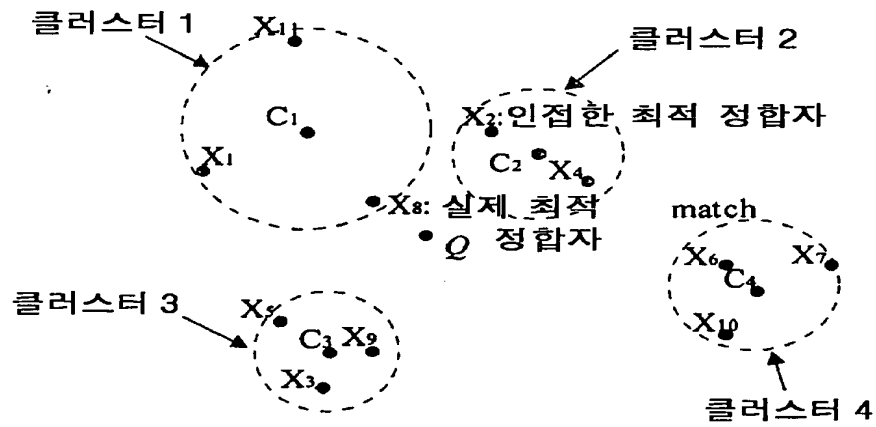 클러스터 1
X11
클러스터 2
C1
X2: 인접한 최적 정합자
C2
X4
X1
X8: 실제 최적
정합자
Q
match
X6
X7
C4
X10
클러스터 3
X5
C3
X9
X3
클러스터 4